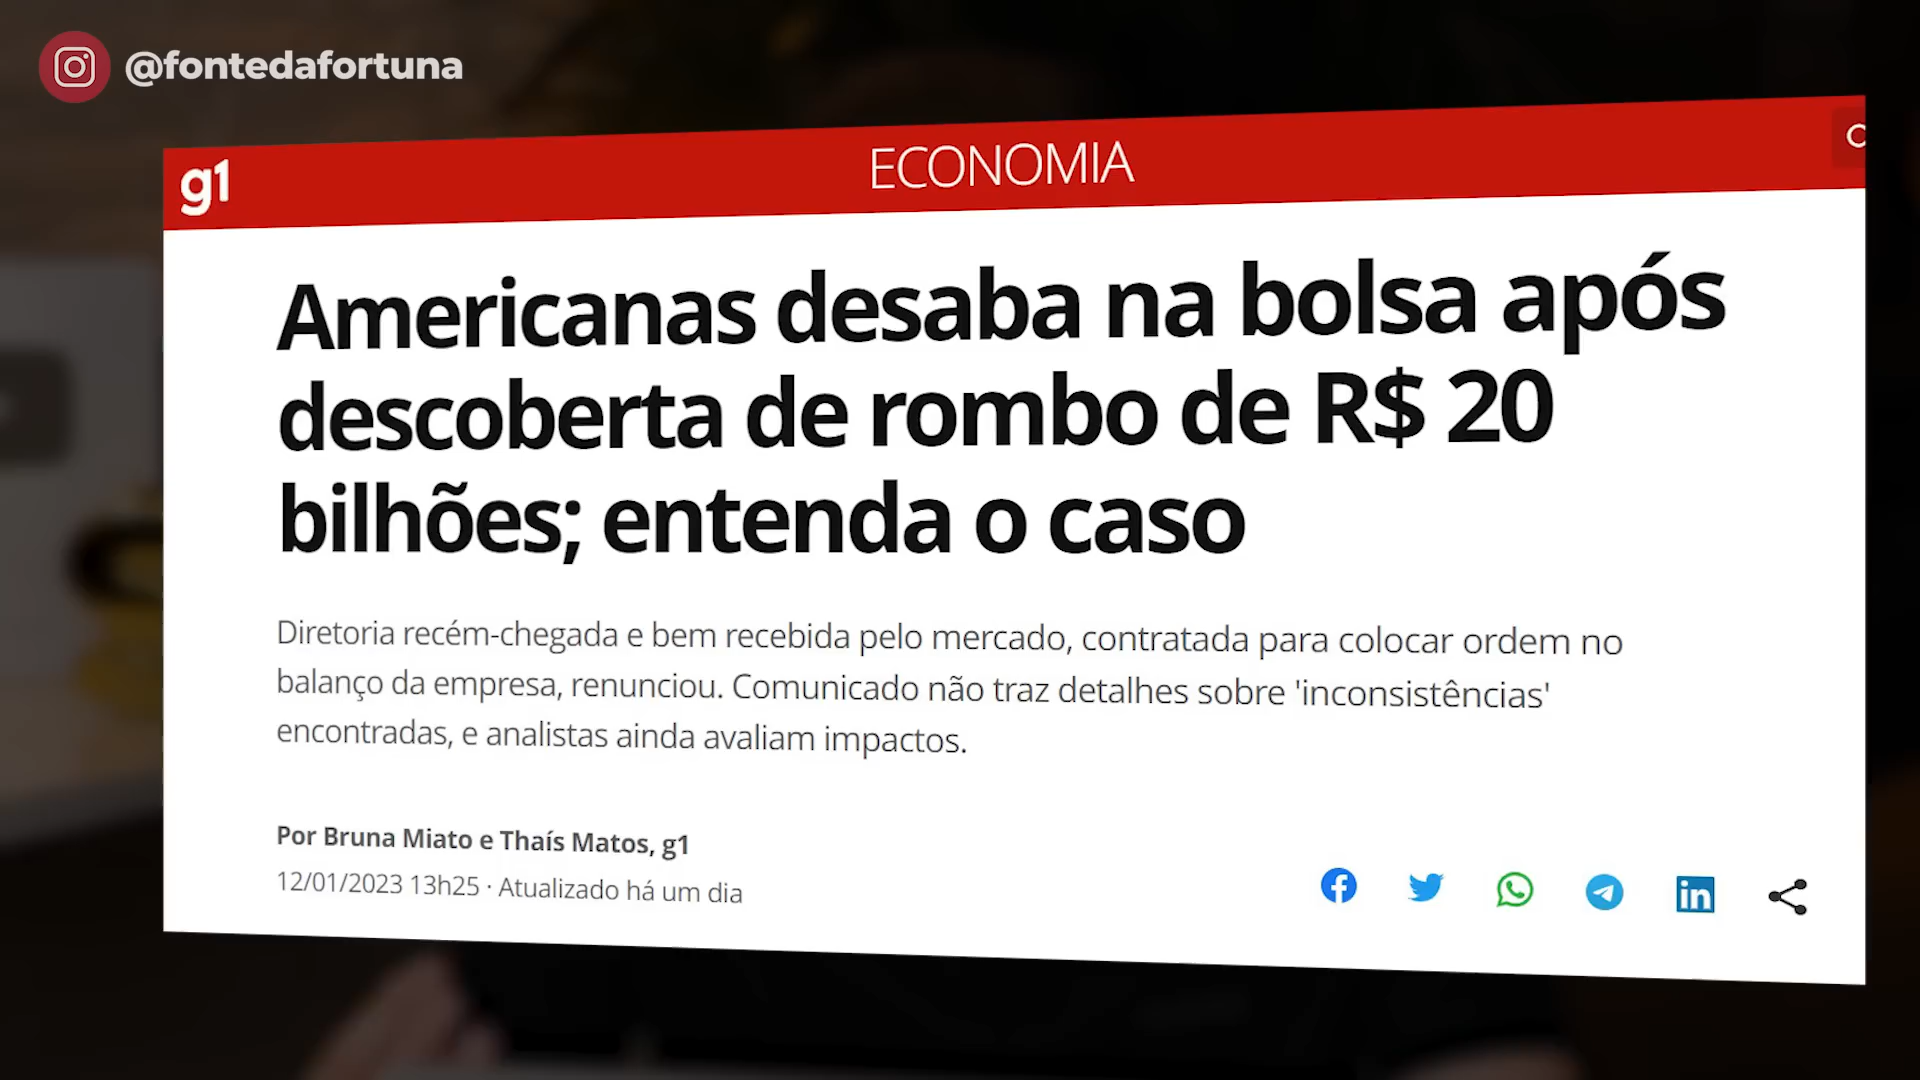 @fontedafortuna
g1
ECONOMIA
Americanas desaba na bolsa após
descoberta de rombo de R$ 20
bilhões; entenda o caso
Diretoria recém-chegada e bem recebida pelo mercado, contratada para colocar ordem no
balanço da empresa, renunciou. Comunicado não traz detalhes sobre 'inconsistências'
encontradas, e analistas ainda avaliam impactos.
Por Bruna Miato e Thaís Matos, g1
12/01/2023 13h25 · Atualizado há um dia
in